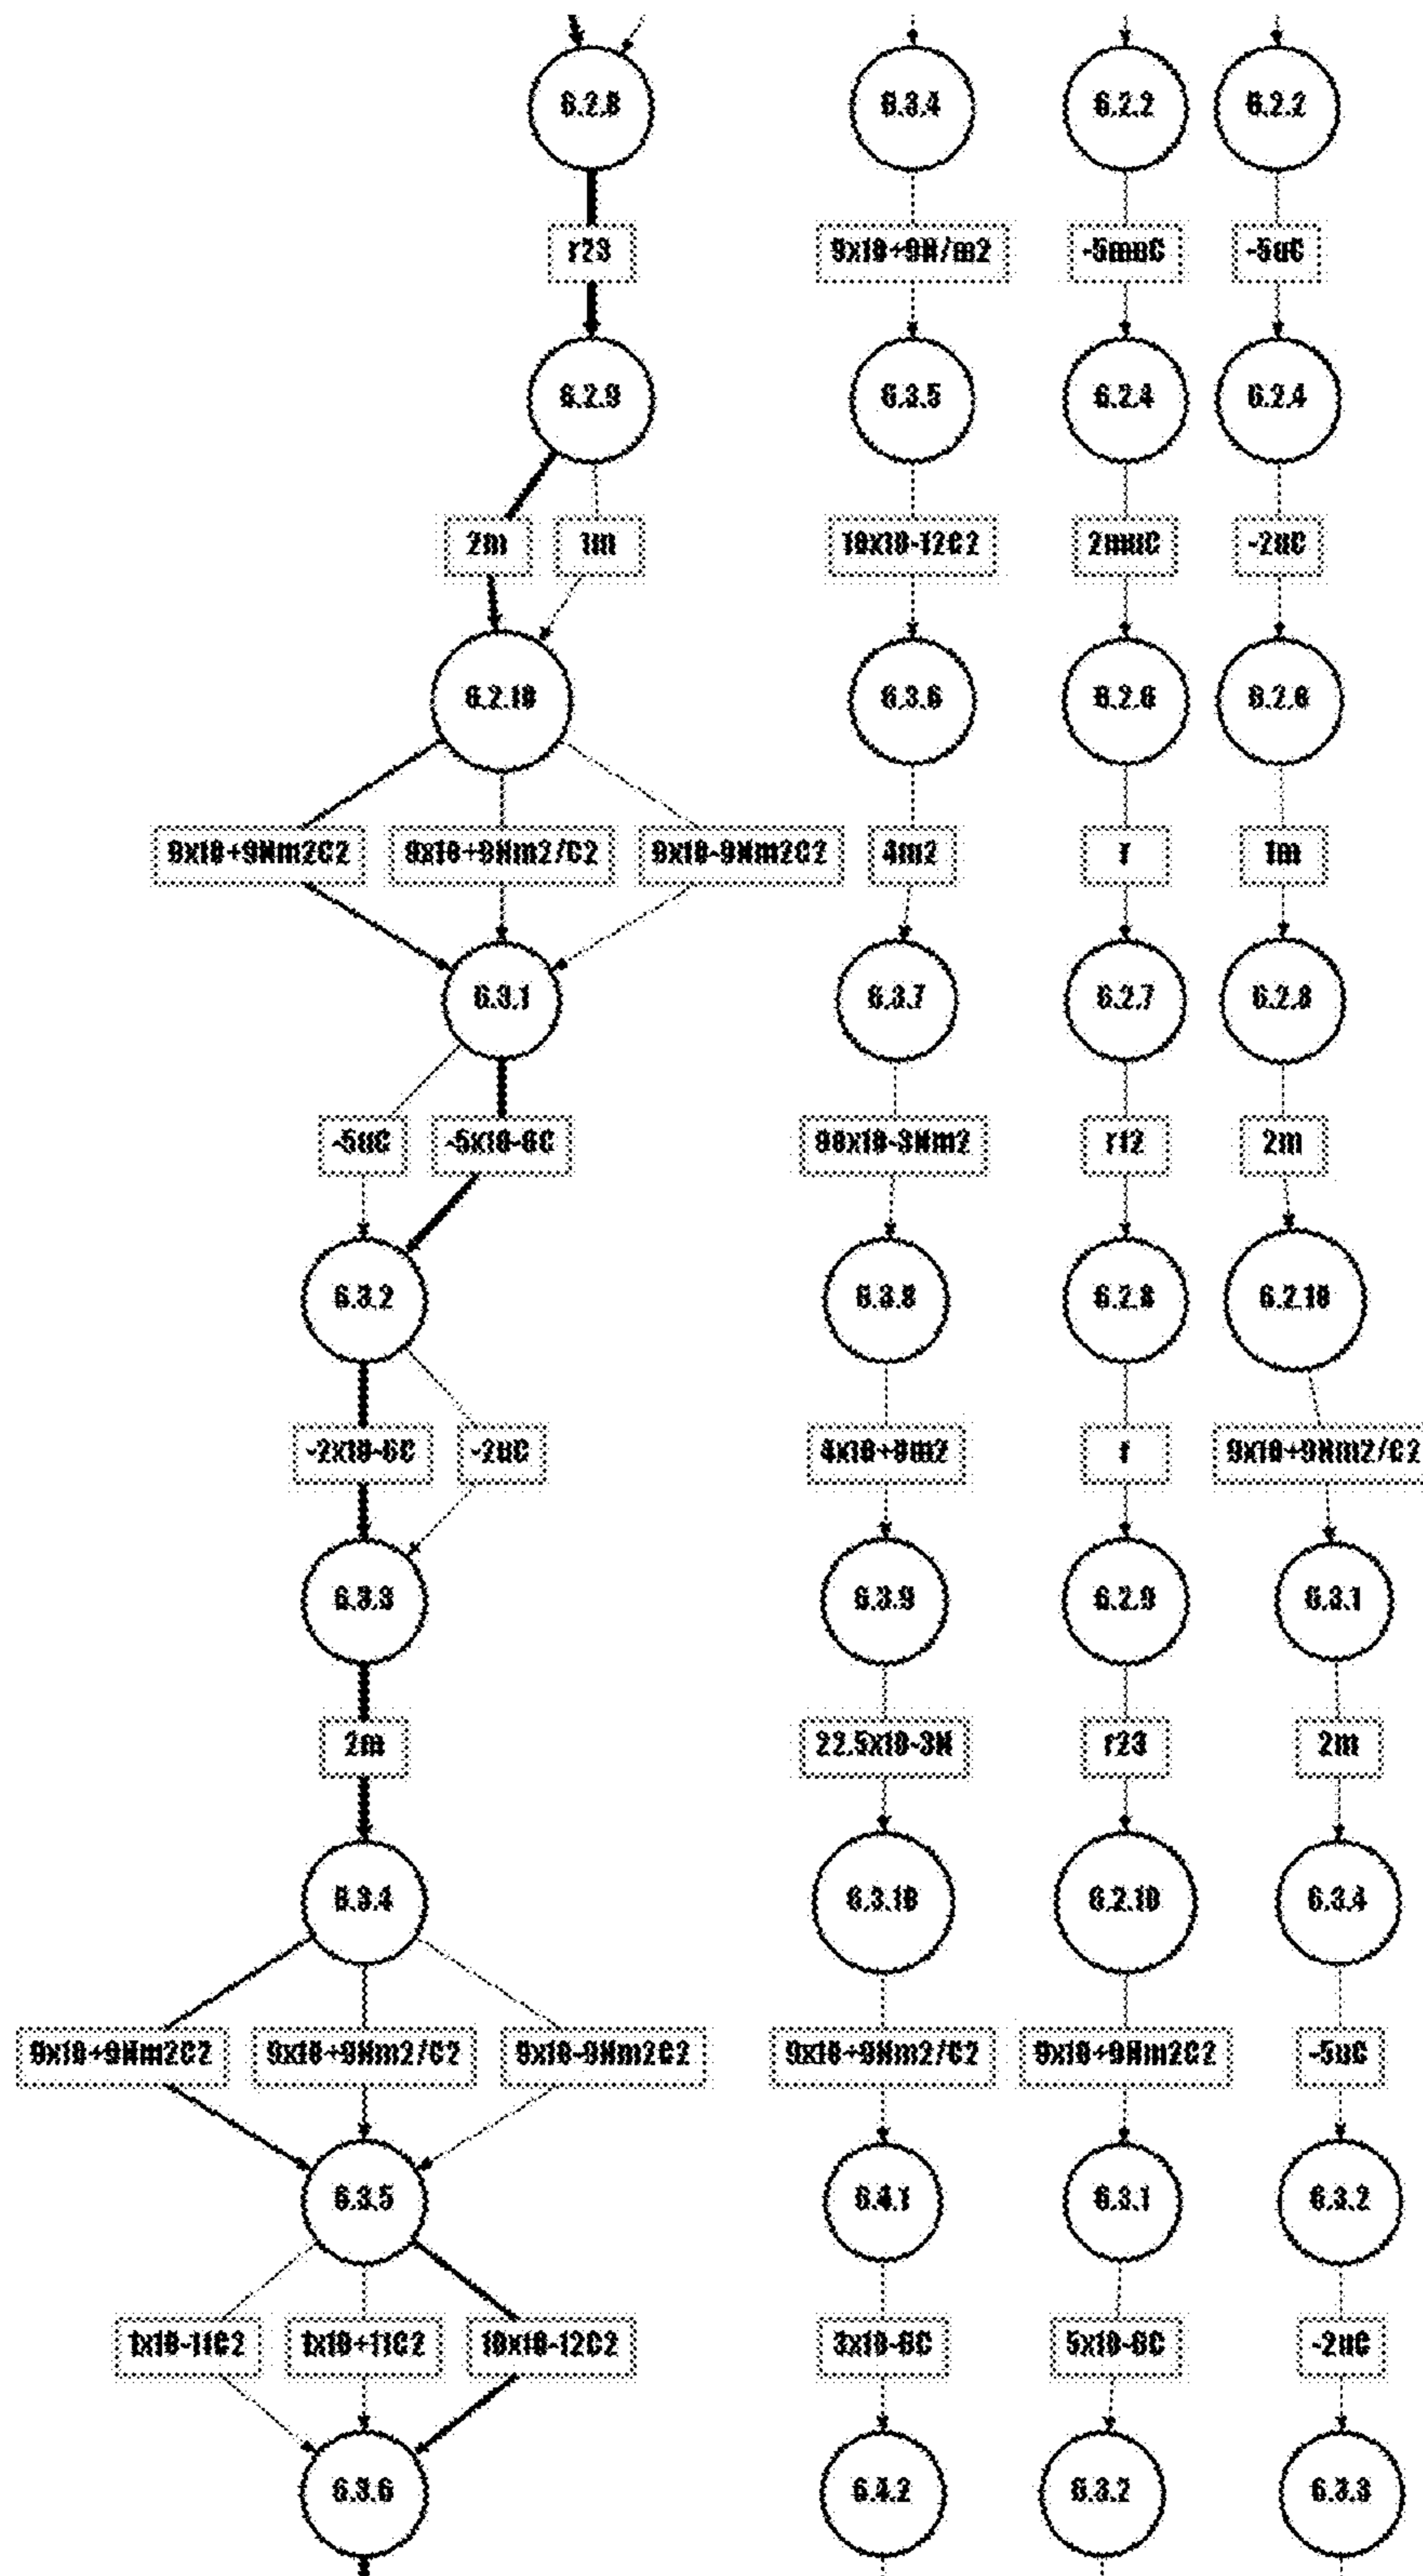 6.2.8 6.3.4 6.2.2 6.2.2
r23 9x10+9N/m2 -5muC -5uC
6.2.9 6.3.5 6.2.4 6.2.4
2m 1m 10x10-12C2 2muC -2uC
6.2.10 6.3.6 6.2.6 6.2.6
9x10+9Nm2C2 9x10+9Nm2/C2 9x10-9Nm2C2 4m2 r 1m
6.3.1 6.3.7 6.2.7 6.2.8
-5uC -5x10-6C 90x10-3Nm2 r12 2m
6.3.2 6.3.8 6.2.8 6.2.10
-2x10-6C -2uC 4x10+0m2 r 9x10+9Nm2/C2
6.3.3 6.3.9 6.2.9 6.3.1
2m 22.5x10-3N r23 2m
6.3.4 6.3.10 6.2.10 6.3.4
9x10+9Nm2C2 9x10+9Nm2/C2 9x10-9Nm2C2 9x10+9Nm2/C2 9x10+9Nm2C2 -5uC
6.3.5 6.4.1 6.3.1 6.3.2
1x10-11C2 1x10+11C2 10x10-12C2 3x10-6C 5x10-6C -2uC
6.3.6 6.4.2 6.3.2 6.3.3